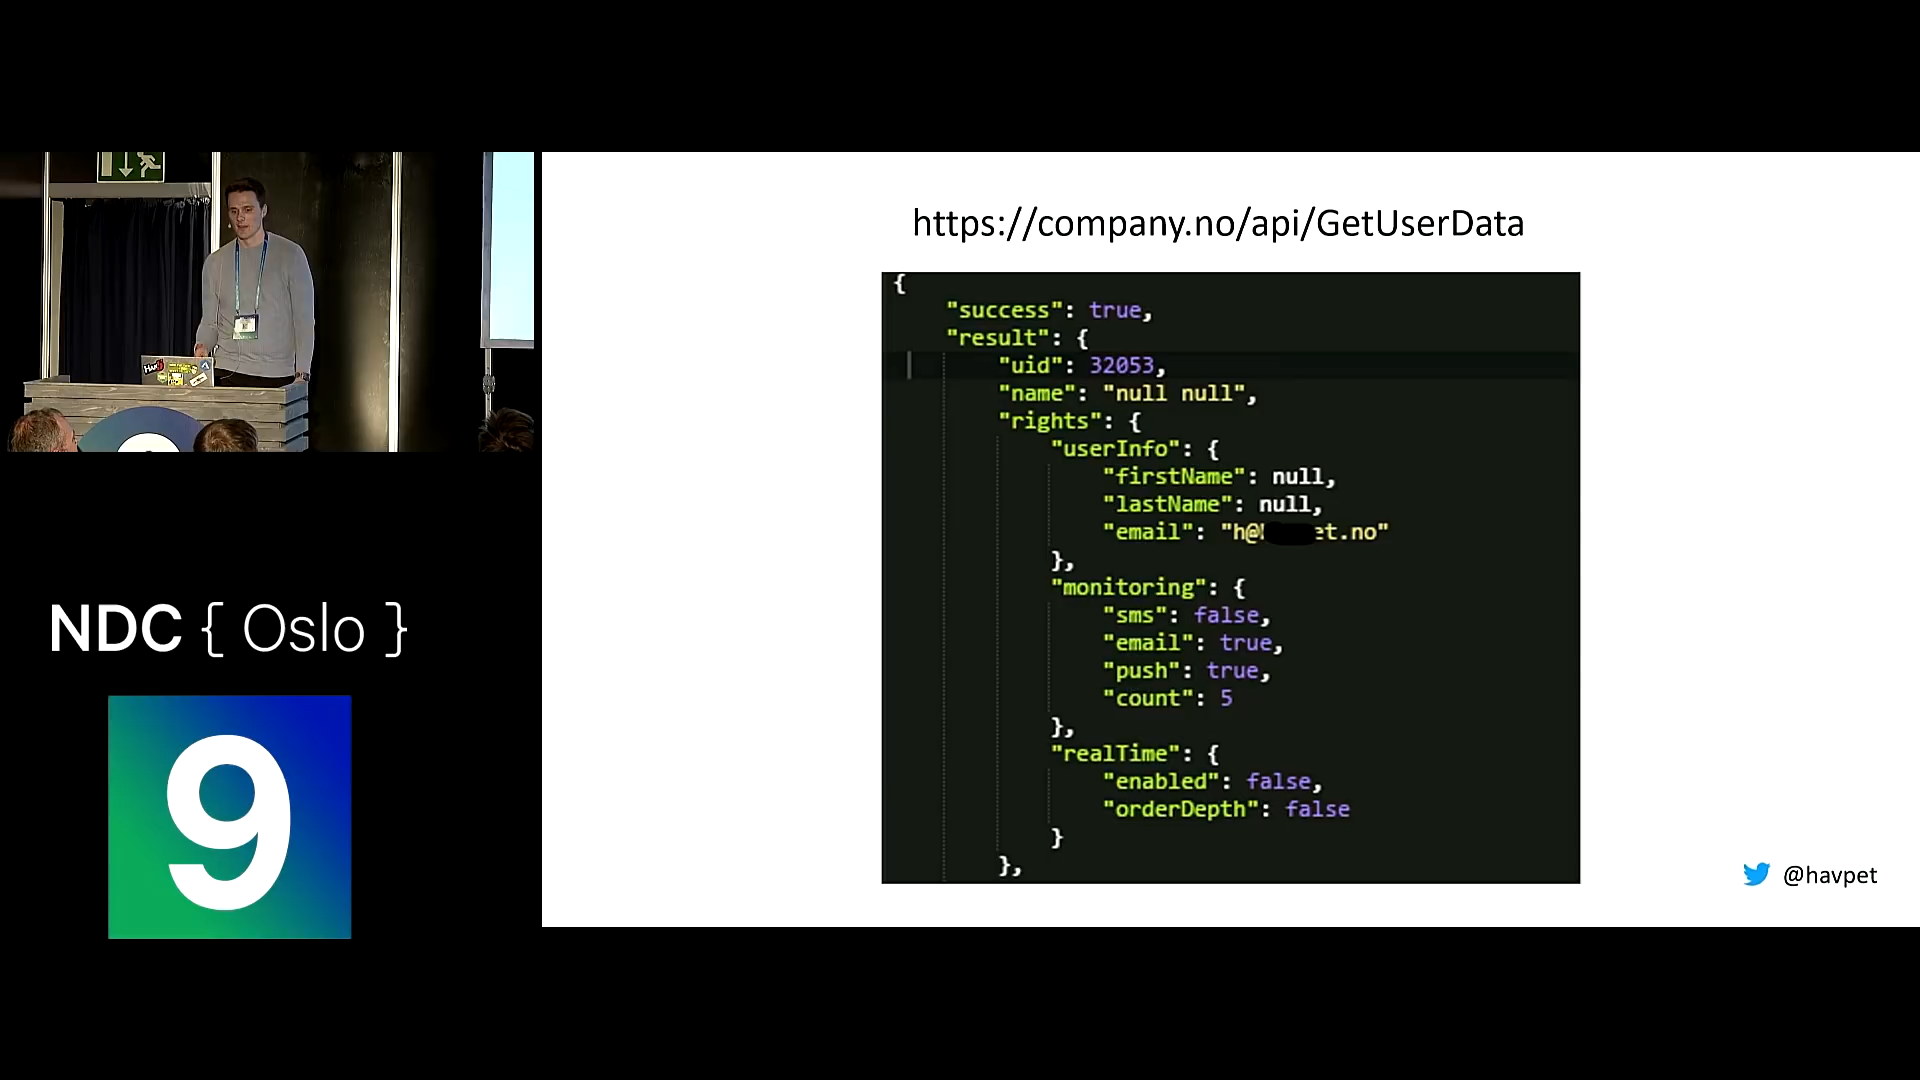 https://company.no/api/GetUserData
{
"success": true,
"result": {
"uid": 32053,
"name": "null null",
"rights": {
"userInfo": {
"firstName": null,
"lastName": null,
"email": "h@ et.no"
},
"monitoring": {
"sms": false,
"email": true,
"push": true,
"count": 5
},
"realTime": {
"enabled": false,
"orderDepth": false
}
},
@havpet
NDC { Oslo }
9